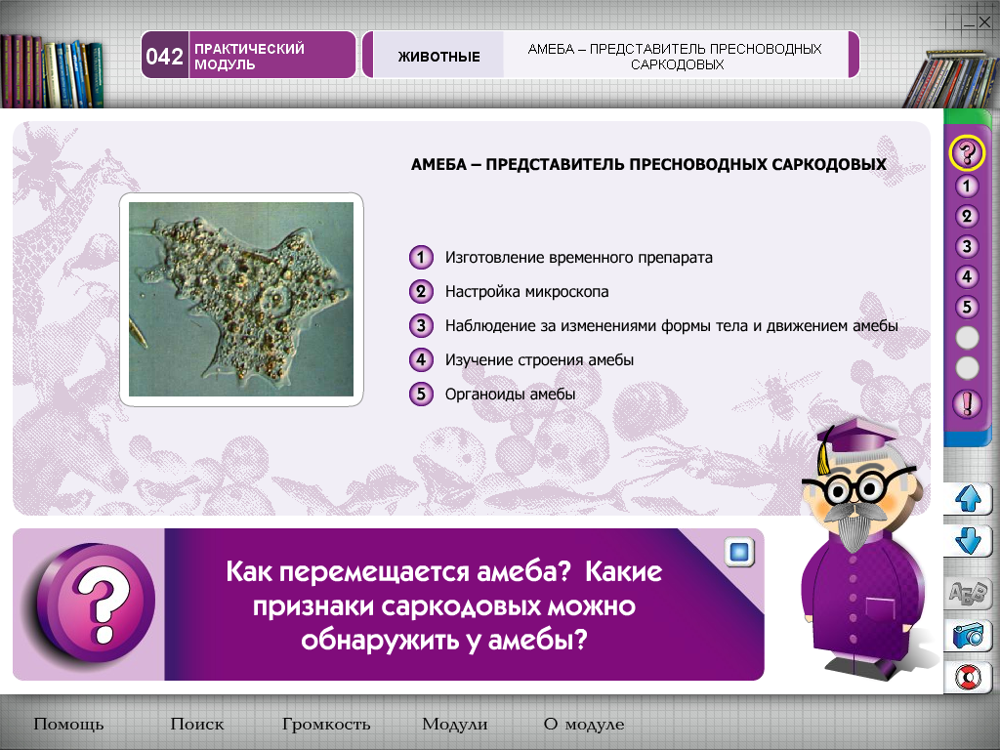 042
ПРАКТИЧЕСКИЙ
МОДУЛЬ
ЖИВОТНЫЕ
АМЕБА – ПРЕДСТАВИТЕЛЬ ПРЕСНОВОДНЫХ
САРКОДОВЫХ
АМЕБА – ПРЕДСТАВИТЕЛЬ ПРЕСНОВОДНЫХ САРКОДОВЫХ
1 Изготовление временного препарата
2 Настройка микроскопа
3 Наблюдение за изменениями формы тела и движением амебы
4 Изучение строения амебы
5 Органоиды амебы
?
1
2
3
4
5
!
АБВ
?
Как перемещается амеба? Какие
признаки саркодовых можно
обнаружить у амебы?
Помощь
Поиск
Громкость
Модули
О модуле